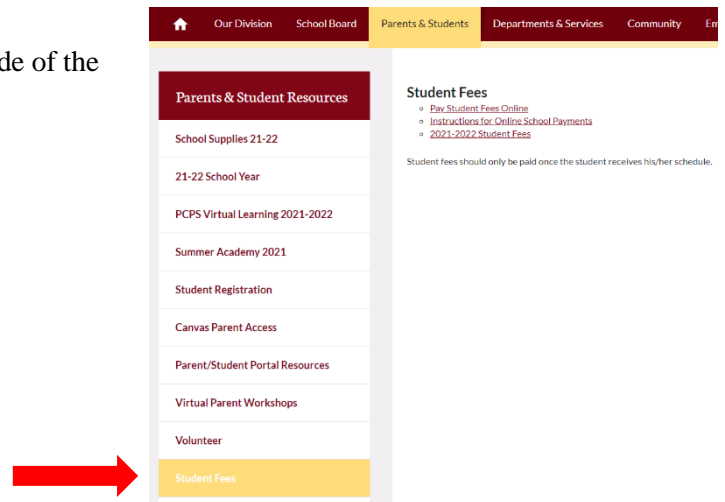 Our Division School Board Parents & Students Departments & Services Community Em
de of the
Parents & Student Resources
School Supplies 21-22
21-22 School Year
PCPS Virtual Learning 2021-2022
Summer Academy 2021
Student Registration
Canvas Parent Access
Parent/Student Portal Resources
Virtual Parent Workshops
Volunteer
Student Fees
Student Fees
Pay Student Fees Online
Instructions for Online School Payments
2021-2022 Student Fees
Student fees should only be paid once the student receives his/her schedule.